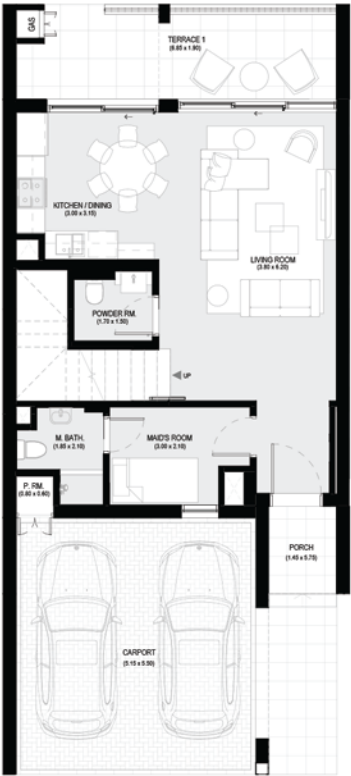 GAS
TERRACE 1
(6.65 x 1.90)
KITCHEN / DINING
(3.00 x 3.15)
LIVING ROOM
(3.80 x 6.20)
POWDER RM.
(1.70 x 1.50)
UP
M. BATH.
(1.85 x 2.10)
MAID'S ROOM
(3.00 x 2.10)
P. RM.
(0.80 x 0.60)
PORCH
(1.45 x 5.75)
CARPORT
(5.15 x 5.50)